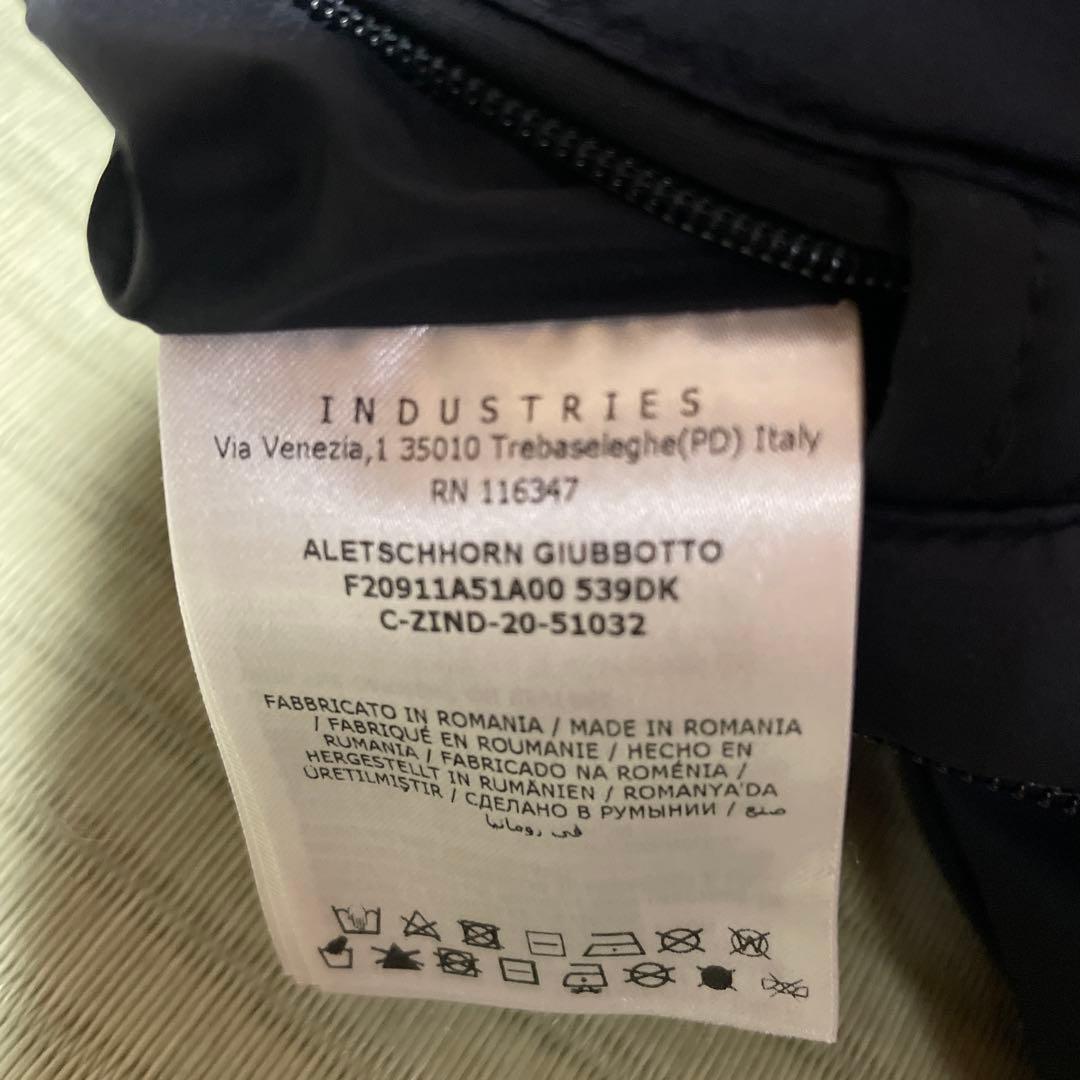 INDUSTRIES
Via Venezia,1 35010 Trebaseleghe(PD) Italy
RN 116347
ALETSCHHORN GIUBBOTTO
F20911A51A00 539DK
C-ZIND-20-51032
FABBRICATO IN ROMANIA / MADE IN ROMANIA
/ FABRIQUÉ EN ROUMANIE / HECHO EN
RUMANIA / FABRICADO NA ROMÉNIA /
HERGESTELLT IN RUMÄNIEN / ROMANYA'DA
ÜRETILMIŞTIR / СДЕЛАНО В РУМЫНИИ / صنع
في رومانيا